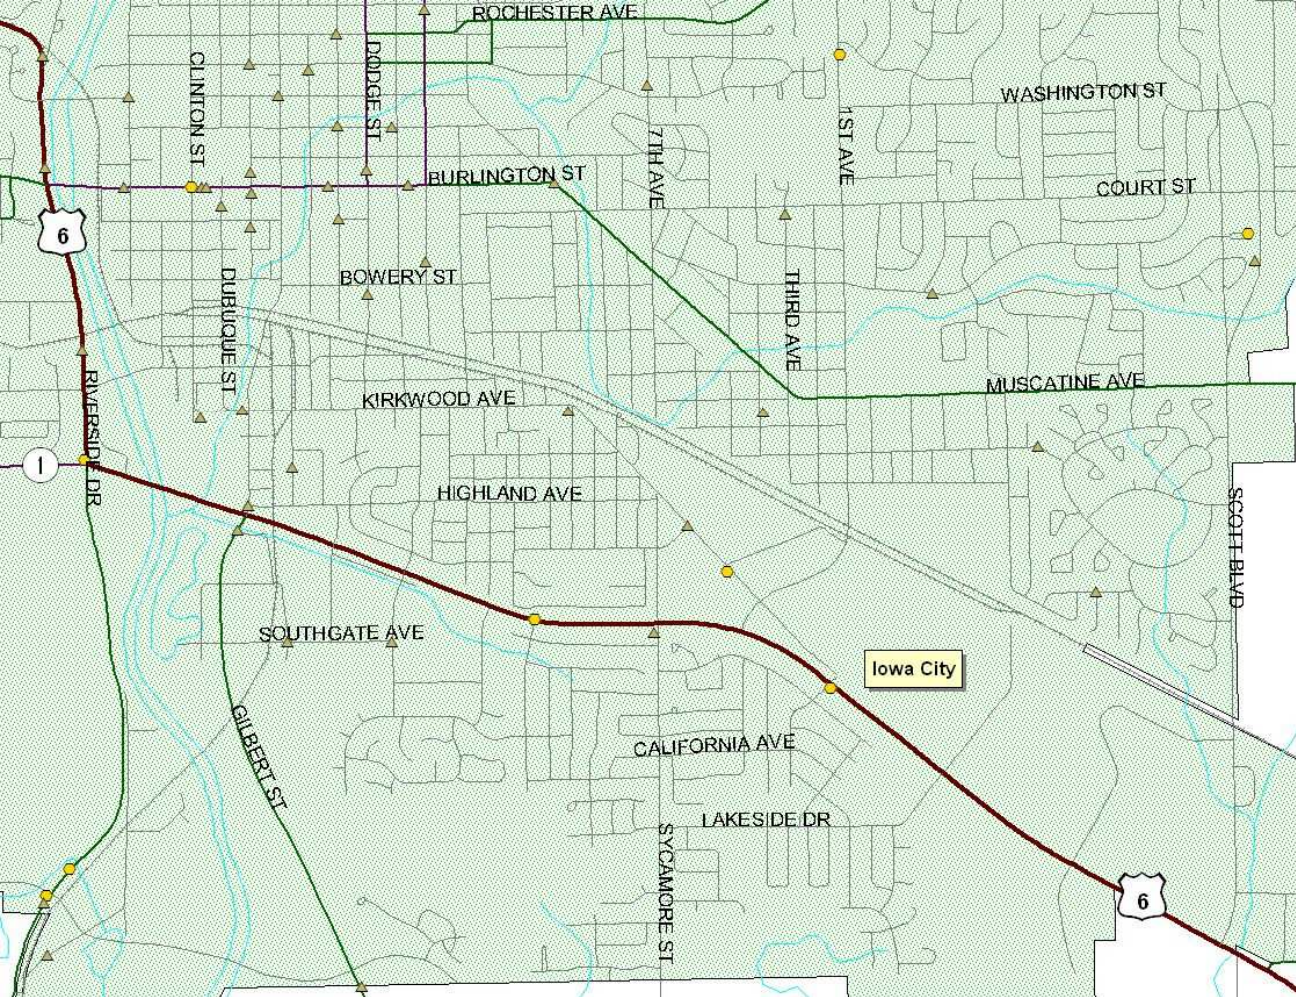 ROCHESTER AVE
CLINTON ST
DODGE ST
WASHINGTON ST
7TH AVE
1ST AVE
BURLINGTON ST
COURT ST
6
BOWERY ST
DUBUQUE ST
THIRD AVE
RIVERSIDE DR
KIRKWOOD AVE
MUSCATINE AVE
1
HIGHLAND AVE
SCOTT BLVD
SOUTHGATE AVE
Iowa City
GILBERT ST
CALIFORNIA AVE
LAKESIDE DR
SYCAMORE ST
6